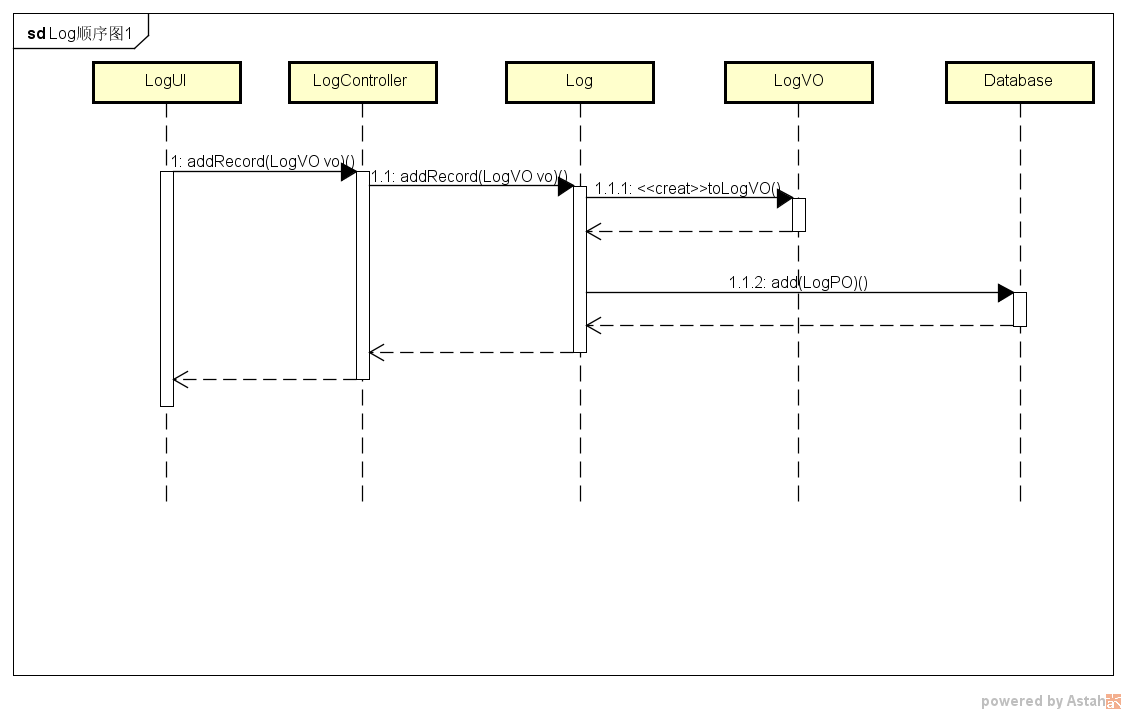 sd Log顺序图1
LogUI
LogController
Log
LogVO
Database
1: addRecord(LogVO vo)()
1.1: addRecord(LogVO vo)()
1.1.1: <<creat>>toLogVO()
1.1.2: add(LogPO)()
powered by Astah